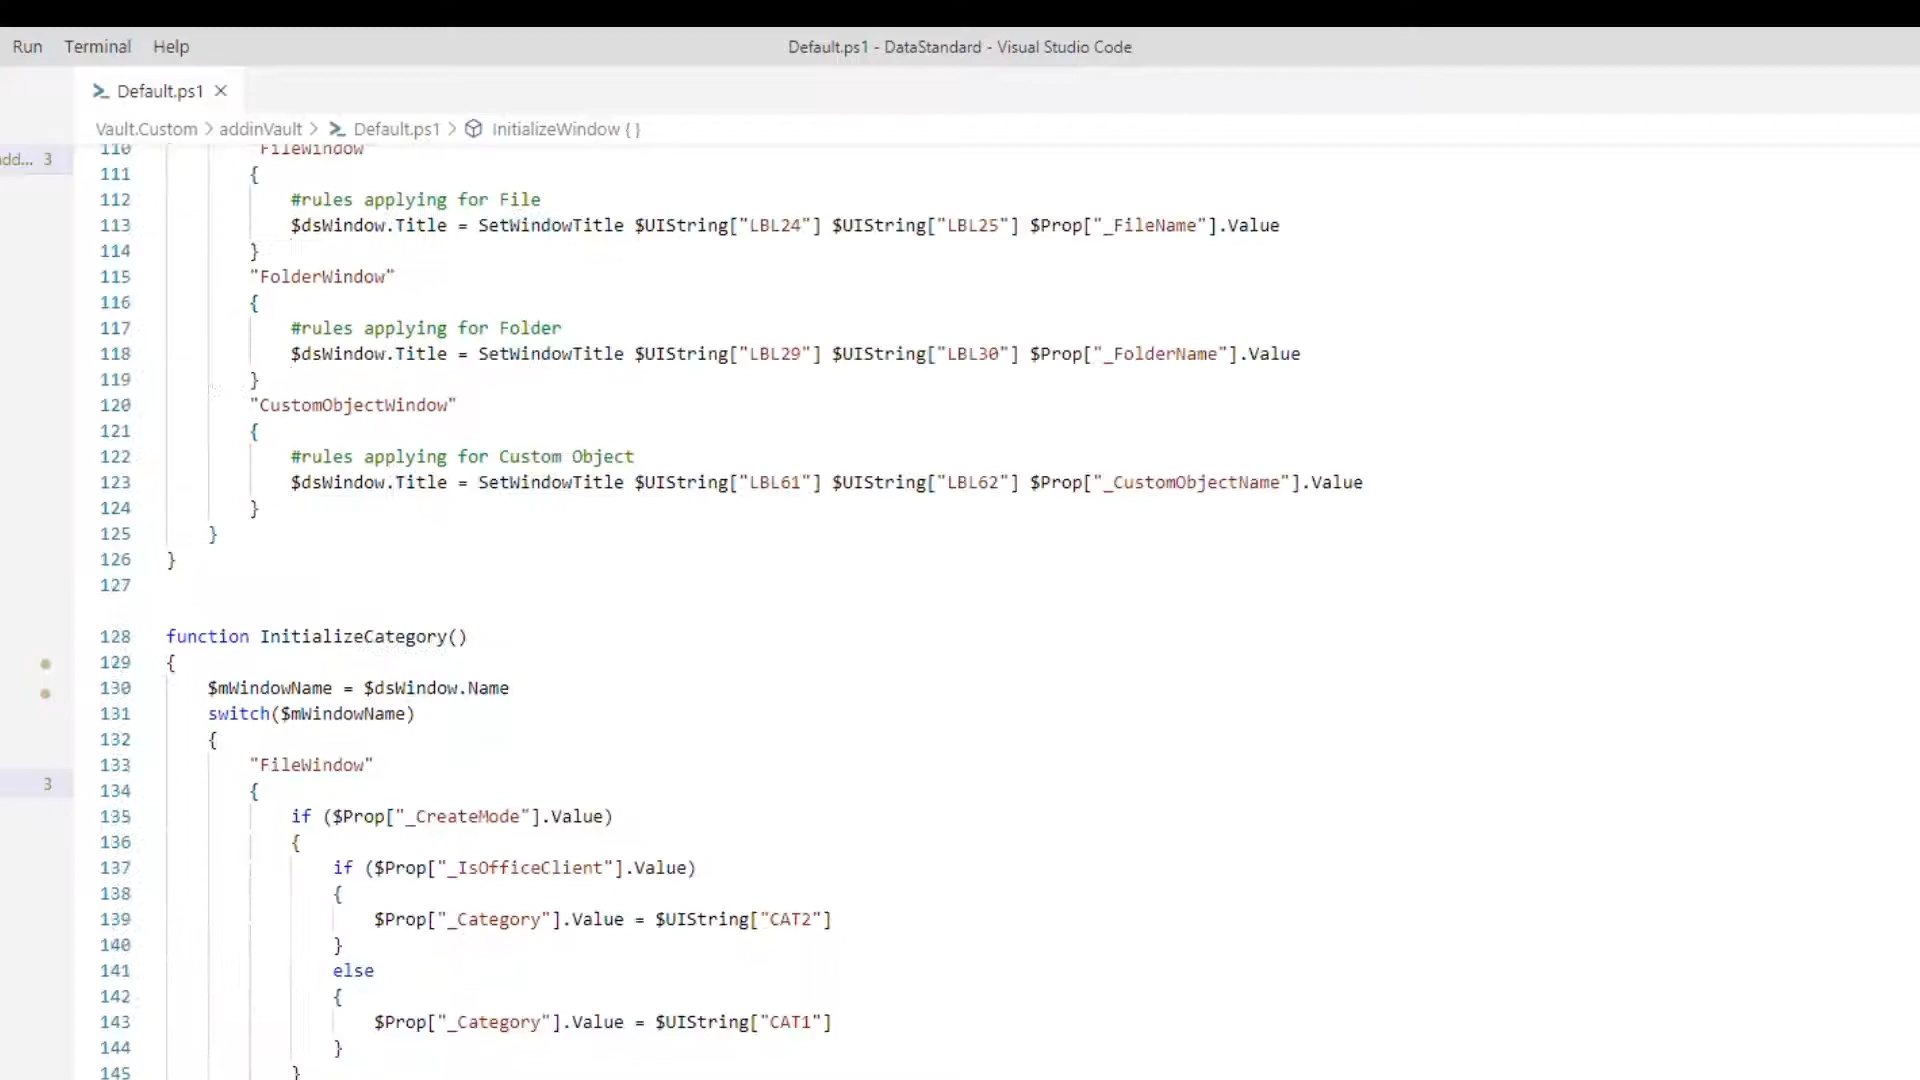 Run Terminal Help Default.ps1 - DataStandard - Visual Studio Code
Default.ps1
Vault.Custom > addinVault > Default.ps1 > InitializeWindow { }
add... 3
110 "FileWindow"
111 {
112 #rules applying for File
113 $dsWindow.Title = SetWindowTitle $UIString["LBL24"] $UIString["LBL25"] $Prop["_FileName"].Value
114 }
115 "FolderWindow"
116 {
117 #rules applying for Folder
118 $dsWindow.Title = SetWindowTitle $UIString["LBL29"] $UIString["LBL30"] $Prop["_FolderName"].Value
119 }
120 "CustomObjectWindow"
121 {
122 #rules applying for Custom Object
123 $dsWindow.Title = SetWindowTitle $UIString["LBL61"] $UIString["LBL62"] $Prop["_CustomObjectName"].Value
124 }
125 }
126 }
127
128 function InitializeCategory()
129 {
130 $mWindowName = $dsWindow.Name
131 switch($mWindowName)
132 {
133 "FileWindow"
3
134 {
135 if ($Prop["_CreateMode"].Value)
136 {
137 if ($Prop["_IsOfficeClient"].Value)
138 {
139 $Prop["_Category"].Value = $UIString["CAT2"]
140 }
141 else
142 {
143 $Prop["_Category"].Value = $UIString["CAT1"]
144 }
145 }